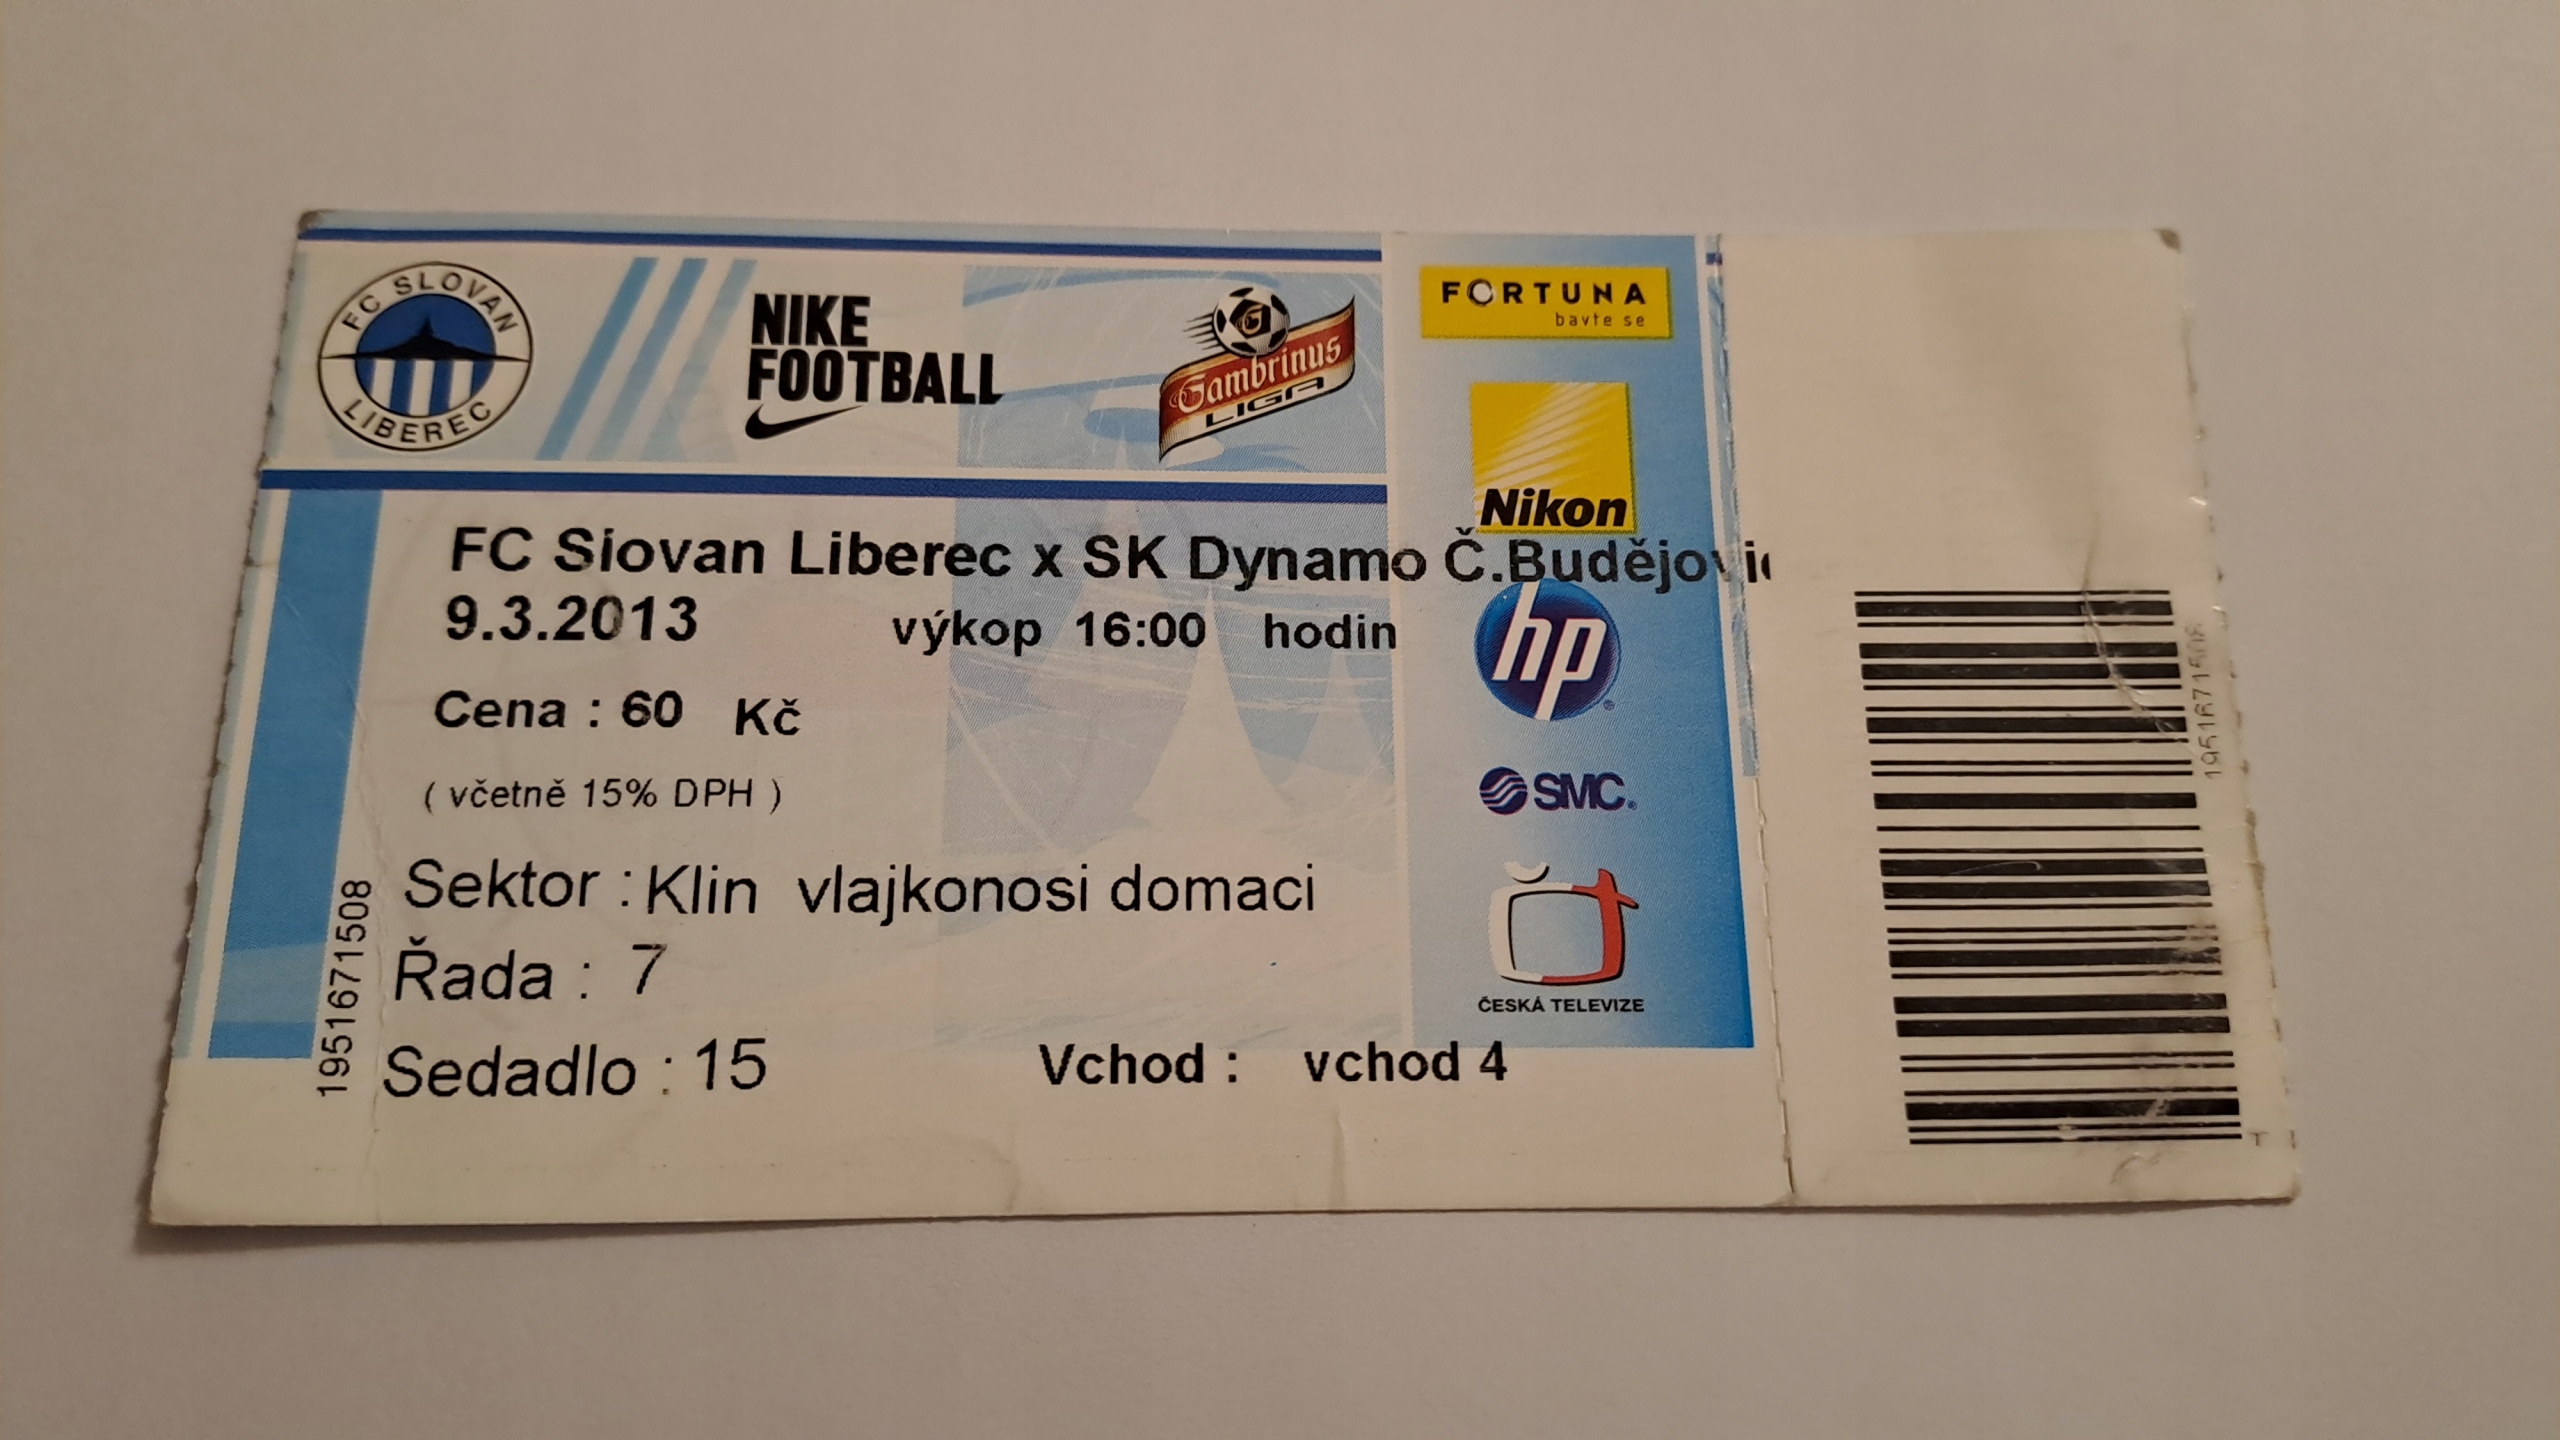 FC SLOVAN
LIBEREC
NIKE
FOOTBALL
Gambrinus
LIGA
FORTUNA
bavte se
Nikon
FC Slovan Liberec x SK Dynamo Č.Budějovic
9.3.2013 výkop 16:00 hodin
hp
Cena : 60 Kč
( včetně 15% DPH )
SMC
Sektor : Klin vlajkonosi domaci
Řada : 7
ČESKÁ TELEVIZE
Sedadlo : 15 Vchod : vchod 4
1951671508
1951671508
T